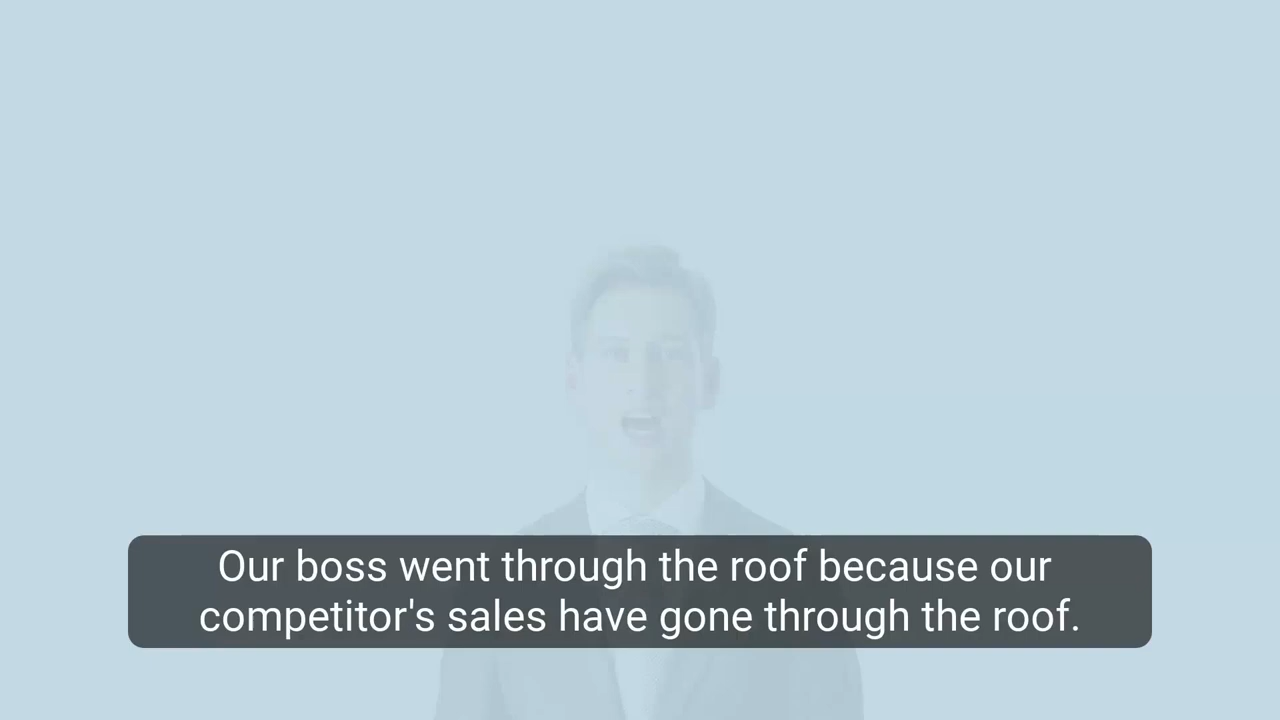 Our boss went through the roof because our
competitor's sales have gone through the roof.